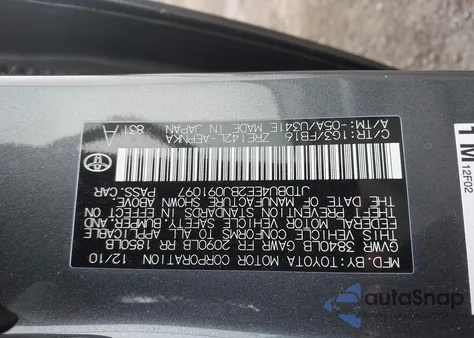 MFD.BY:TOYOTA MOTOR CORPORATION 12/10
GVWR 3840LB GAWR FR 2090LB RR 1850LB
THIS VEHICLE CONFORMS TO ALL APPLICABLE
FEDERAL MOTOR VEHICLE SAFETY, BUMPER, AND
THEFT PREVENTION STANDARDS IN EFFECT ON
THE DATE OF MANUFACTURE SHOWN ABOVE.
JTDBU4EE2B9091097 PASS.CAR
C/TR:1G3/FB16
A/TM:-05A/U341E MADE IN JAPAN
ZRE142L-AEPNKA 831 A
TM
12F02
autoSnap